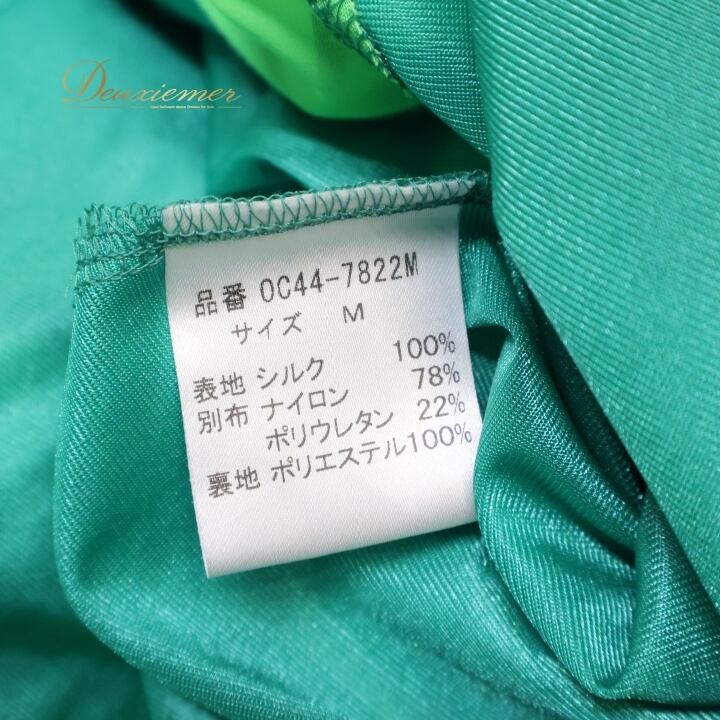 Deuxiemer
品番 0C44-7822M
サイズ M
表地 シルク 100%
別布 ナイロン 78%
ポリウレタン 22%
裏地 ポリエステル100%